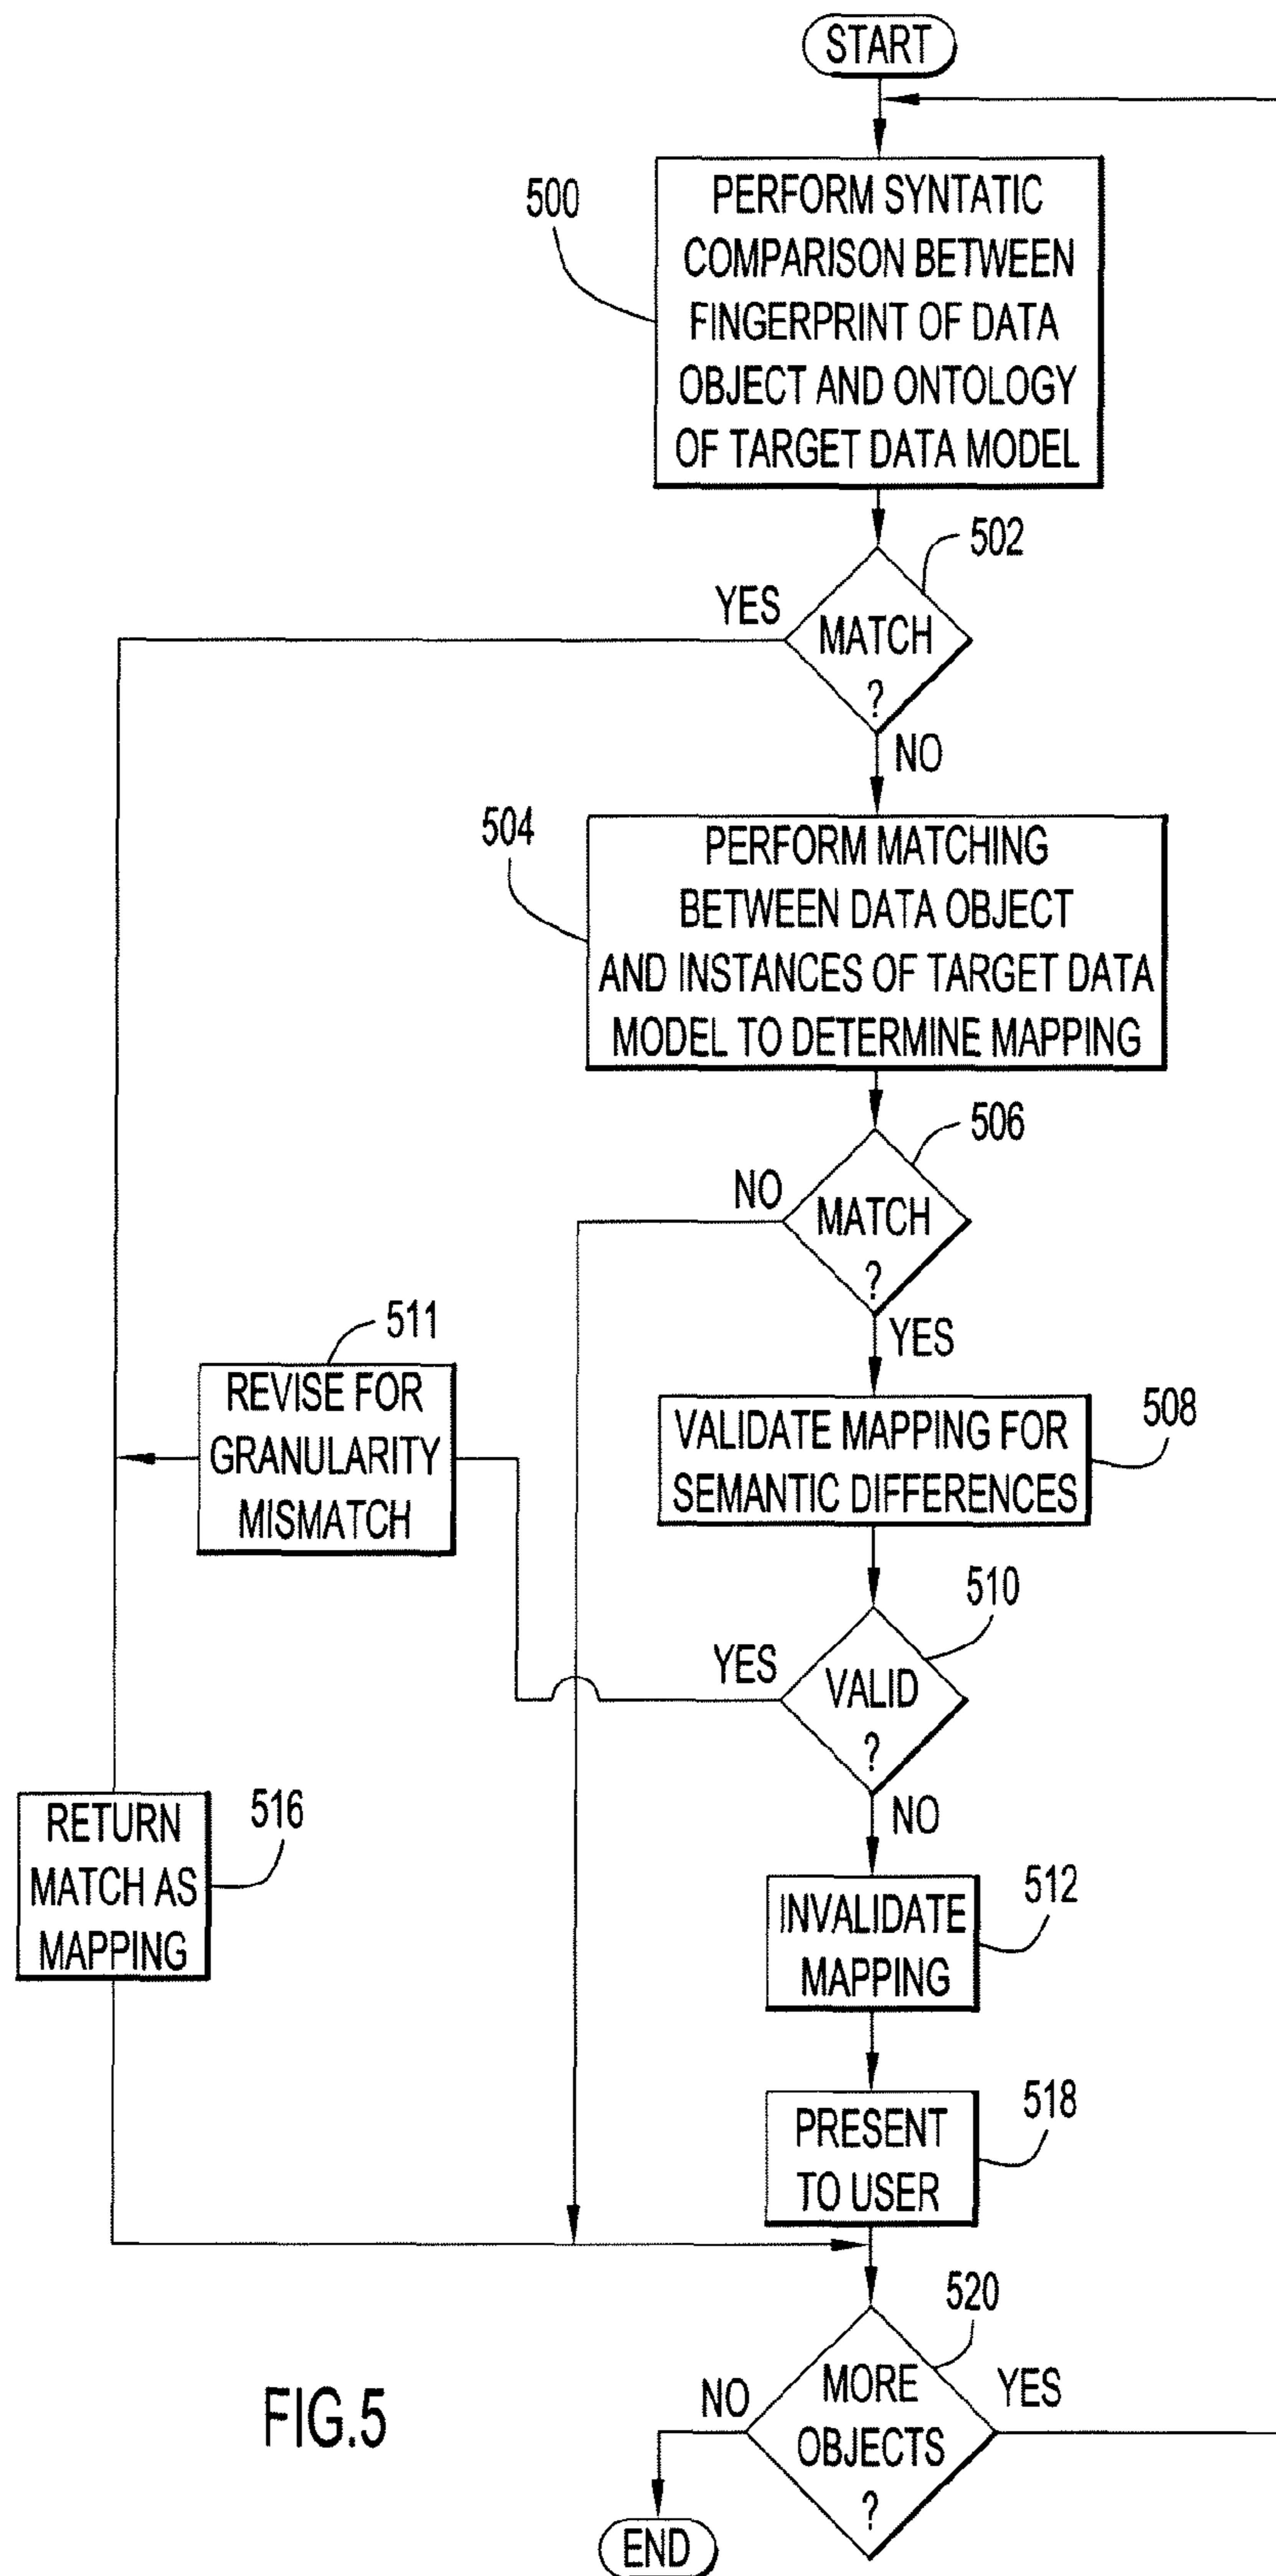 START
500
PERFORM SYNTATIC
COMPARISON BETWEEN
FINGERPRINT OF DATA
OBJECT AND ONTOLOGY
OF TARGET DATA MODEL
502
YES
MATCH
?
NO
504
PERFORM MATCHING
BETWEEN DATA OBJECT
AND INSTANCES OF TARGET DATA
MODEL TO DETERMINE MAPPING
506
NO
MATCH
?
YES
511
REVISE FOR
GRANULARITY
MISMATCH
VALIDATE MAPPING FOR
SEMANTIC DIFFERENCES
508
510
YES
VALID
?
NO
RETURN
MATCH AS
MAPPING
516
INVALIDATE
MAPPING
512
PRESENT
TO USER
518
520
NO
MORE
OBJECTS
?
YES
FIG.5
END